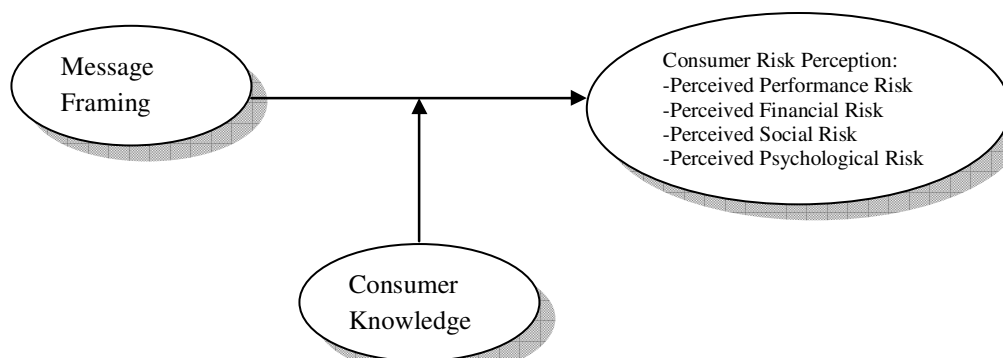 Message
Framing
Consumer Risk Perception:
-Perceived Performance Risk
-Perceived Financial Risk
-Perceived Social Risk
-Perceived Psychological Risk
Consumer
Knowledge